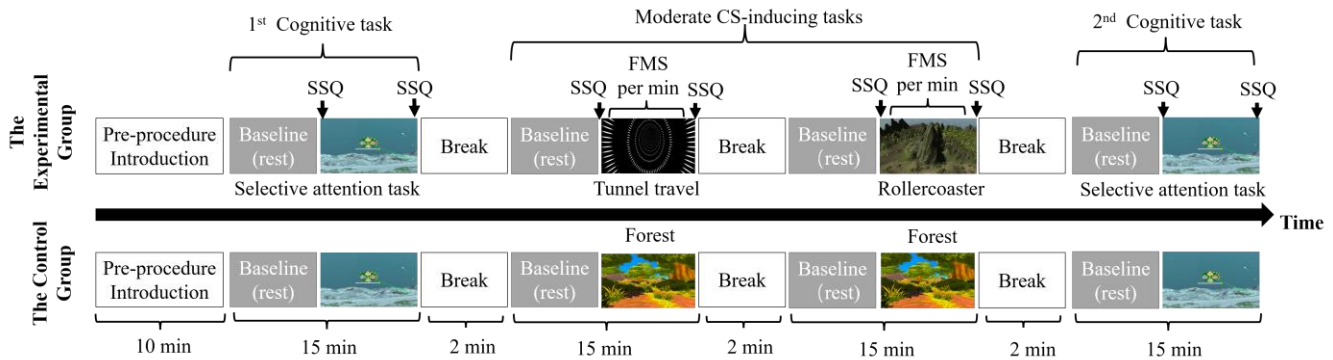 1st Cognitive task
Moderate CS-inducing tasks
2nd Cognitive task
SSQ
SSQ
SSQ
FMS
per min
SSQ
SSQ
FMS
per min
SSQ
SSQ
SSQ
The
Experimental
Group
Pre-procedure
Introduction
Baseline
(rest)
Break
Baseline
(rest)
Break
Baseline
(rest)
Break
Baseline
(rest)
Selective attention task
Tunnel travel
Rollercoaster
Selective attention task
Time
Forest
Forest
The Control
Group
Pre-procedure
Introduction
Baseline
(rest)
Break
Baseline
(rest)
Break
Baseline
(rest)
Break
Baseline
(rest)
10 min
15 min
2 min
15 min
2 min
15 min
2 min
15 min